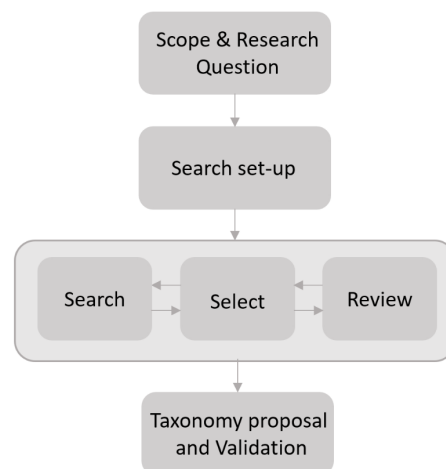 Scope & Research
Question
Search set-up
Search
Select
Review
Taxonomy proposal
and Validation